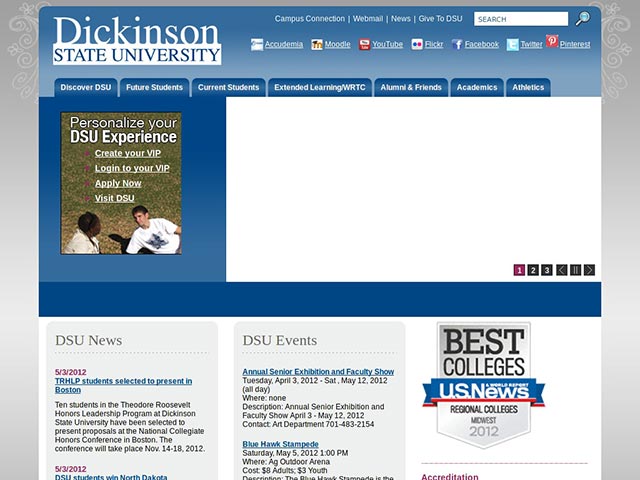 Dickinson
STATE UNIVERSITY
Campus Connection | Webmail | News | Give To DSU
SEARCH
Accudemia Moodle YouTube Flickr Facebook Twitter Pinterest
Discover DSU Future Students Current Students Extended Learning/WRTC Alumni & Friends Academics Athletics
Personalize your
DSU Experience
Create your VIP
Login to your VIP
Apply Now
Visit DSU
1 2 3
DSU News
5/3/2012
TRHLP students selected to present in
Boston
Ten students in the Theodore Roosevelt
Honors Leadership Program at Dickinson
State University have been selected to
present proposals at the National Collegiate
Honors Conference in Boston. The
conference will take place Nov. 14-18, 2012.
5/3/2012
DSU students win North Dakota
DSU Events
Annual Senior Exhibition and Faculty Show
Tuesday, April 3, 2012 - Sat , May 12, 2012
(all day)
Where: none
Description: Annual Senior Exhibition and
Faculty Show April 3 - May 12, 2012
Contact: Art Department 701-483-2154
Blue Hawk Stampede
Saturday, May 5, 2012 1:00 PM
Where: Ag Outdoor Arena
Cost: $8 Adults; $3 Youth
Description: The Blue Hawk Stampede is the
BEST
COLLEGES
U.S.News
& WORLD REPORT
REGIONAL COLLEGES
MIDWEST
2012
Accreditation